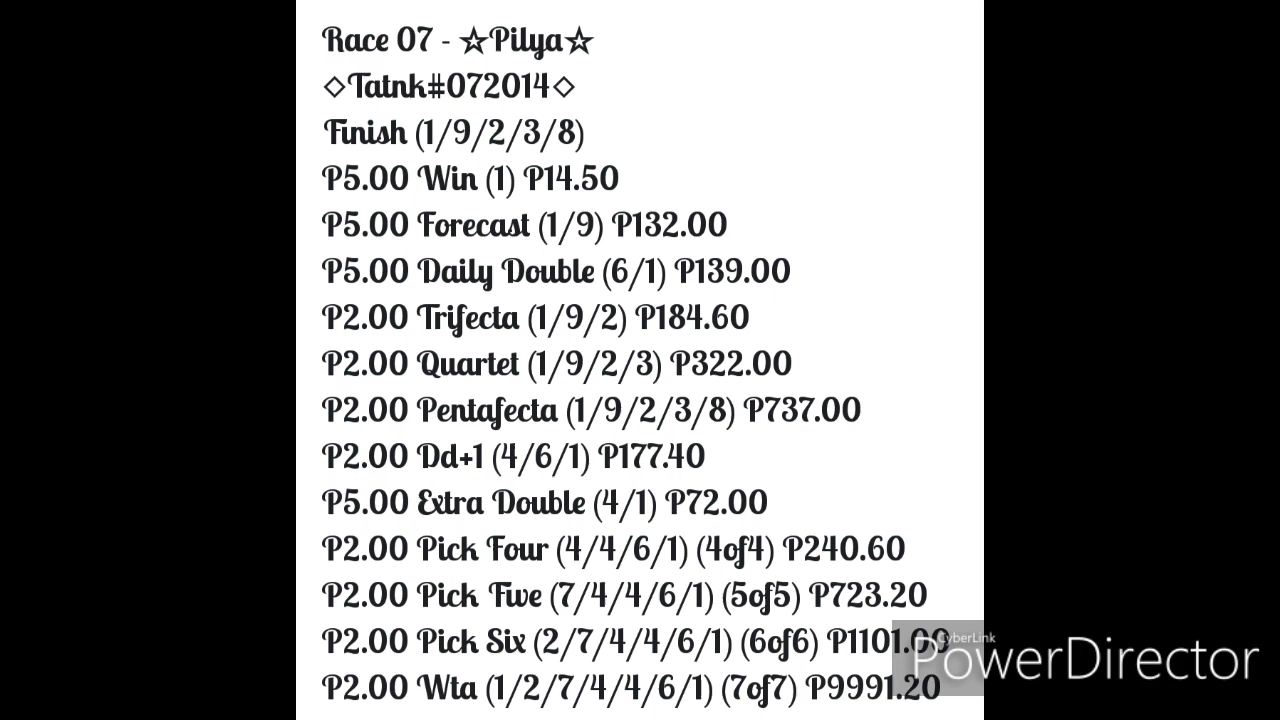 Race 07 - ☆Pilya☆
◇Tatnk#072014◇
Finish (1/9/2/3/8)
P5.00 Win (1) P14.50
P5.00 Forecast (1/9) P132.00
P5.00 Daily Double (6/1) P139.00
P2.00 Trifecta (1/9/2) P184.60
P2.00 Quartet (1/9/2/3) P322.00
P2.00 Pentafecta (1/9/2/3/8) P737.00
P2.00 Dd+1 (4/6/1) P177.40
P5.00 Extra Double (4/1) P72.00
P2.00 Pick Four (4/4/6/1) (4of4) P240.60
P2.00 Pick Five (7/4/4/6/1) (5of5) P723.20
P2.00 Pick Six (2/7/4/4/6/1) (6of6) P1101.00
P2.00 Wta (1/2/7/4/4/6/1) (7of7) P9991.20
CyberLink
PowerDirector